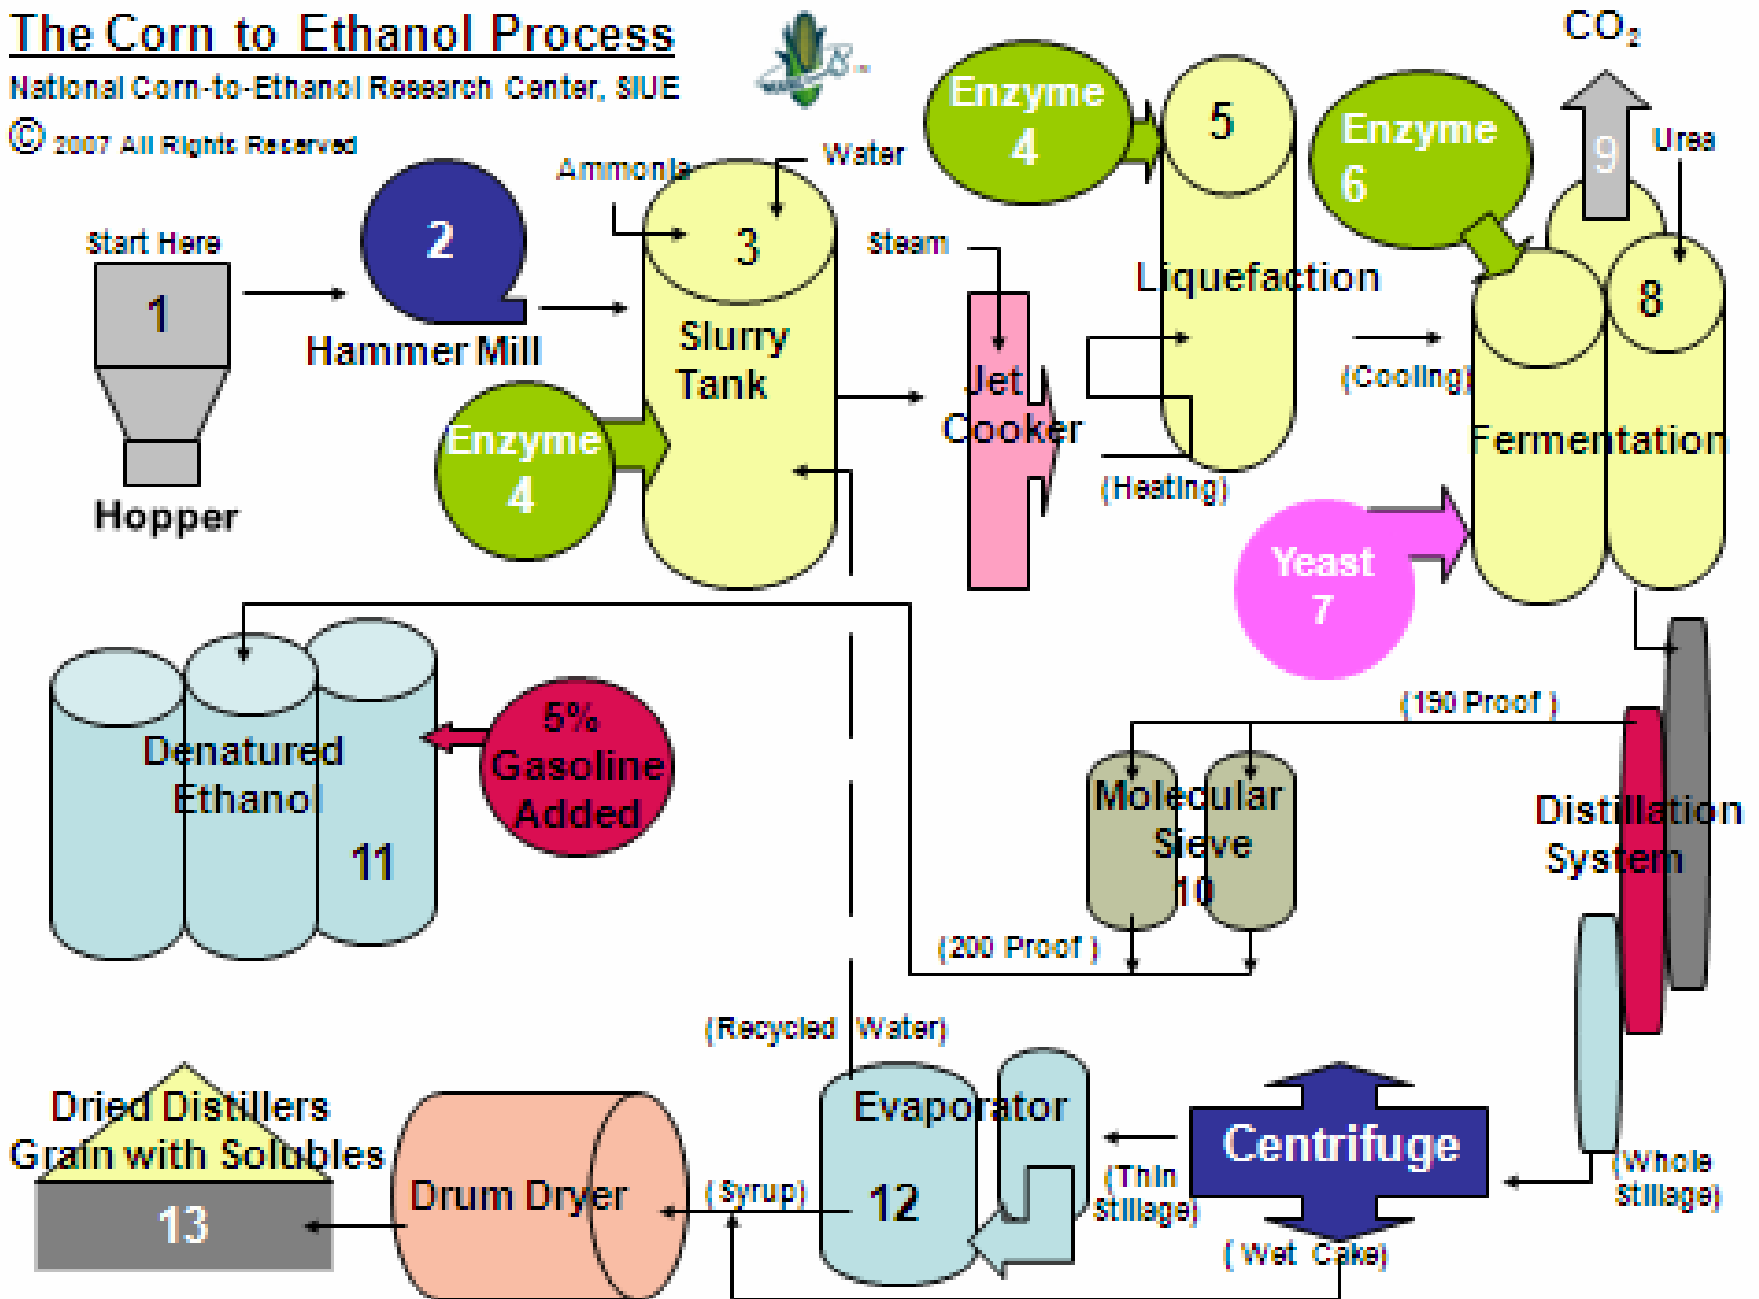 The Corn to Ethanol Process
National Corn-to-Ethanol Research Center, SIUE
© 2007 All Rights Reserved
CO₂
Enzyme
4
5
Enzyme
6
9
Urea
Ammonia
Water
2
3
Start Here
Steam
Liquefaction
8
1
Hammer Mill
Slurry
Tank
Jet
Cooker
(Cooling)
Enzyme
4
Fermentation
(Heating)
Hopper
Yeast
7
(190 Proof )
5%
Gasoline
Added
Denatured
Ethanol
11
Molecular
Sieve
10
Distillation
System
(200 Proof )
(Recycled Water)
Dried Distillers
Grain with Solubles
13
Drum Dryer
(Syrup)
Evaporator
12
(Thin
Stillage)
Centrifuge
(Whole
Stillage)
( Wet Cake)